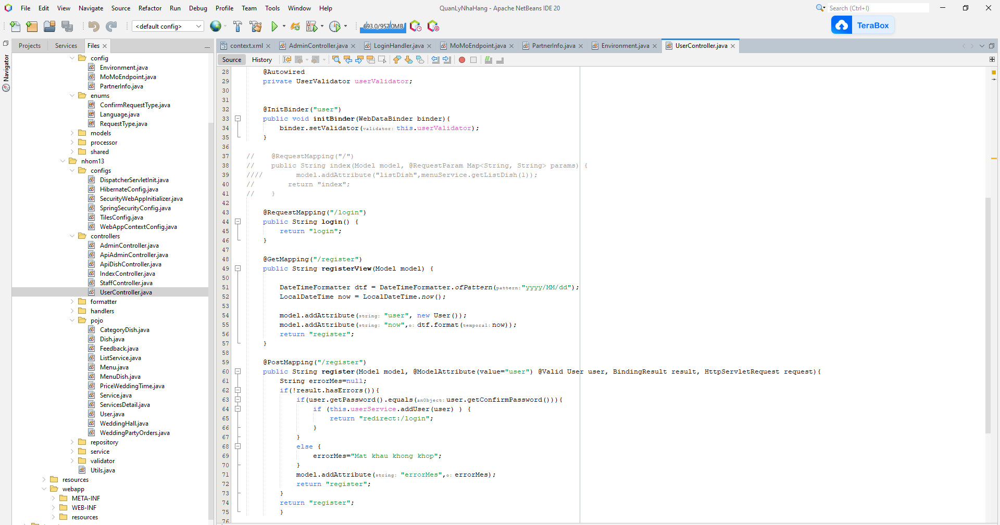 File Edit View Navigate Source Refactor Run Debug Profile Team Tools Window Help
QuanLyNhaHang - Apache NetBeans IDE 20
Search (Ctrl+I)
<default config>
693.0/957.0MB
TeraBox
Projects
Services
Files
Navigator
config
Environment.java
MoMoEndpoint.java
PartnerInfo.java
enums
ConfirmRequestType.java
Language.java
RequestType.java
models
processor
shared
nhom13
configs
DispatcherServletInit.java
HibernateConfig.java
SecurityWebAppInitializer.java
SpringSecurityConfig.java
TilesConfig.java
WebAppContextConfig.java
controllers
AdminController.java
ApiAdminController.java
ApiDishController.java
IndexController.java
StaffController.java
UserController.java
formatter
handlers
pojo
CategoryDish.java
Dish.java
Feedback.java
ListService.java
Menu.java
MenuDish.java
PriceWeddingTime.java
Service.java
ServicesDetail.java
User.java
WeddingHall.java
WeddingPartyOrders.java
repository
service
validator
Utils.java
resources
webapp
META-INF
WEB-INF
resources
context.xml
AdminController.java
LoginHandler.java
MoMoEndpoint.java
PartnerInfo.java
Environment.java
UserController.java
Source History
28 @Autowired
29 private UserValidator userValidator;
30
31
32 @InitBinder("user")
33 public void initBinder(WebDataBinder binder){
34 binder.setValidator(validator: this.userValidator);
35 }
36
37 // @RequestMapping("/")
38 // public String index(Model model, @RequestParam Map<String, String> params) {
39 //// model.addAttribute("listDish",menuService.getListDish(1));
40 // return "index";
41 // }
42
43 @RequestMapping("/login")
44 public String login() {
45 return "login";
46 }
47
48 @GetMapping("/register")
49 public String registerView(Model model) {
50
51 DateTimeFormatter dtf = DateTimeFormatter.ofPattern(pattern:"yyyy/MM/dd");
52 LocalDateTime now = LocalDateTime.now();
53
54 model.addAttribute(string: "user", new User());
55 model.addAttribute(string: "now",o: dtf.format(temporal: now));
56 return "register";
57 }
58
59 @PostMapping("/register")
60 public String register(Model model, @ModelAttribute(value="user") @Valid User user, BindingResult result, HttpServletRequest request){
61 String errorMes=null;
62 if(!result.hasErrors()){
63 if(user.getPassword().equals(anObject: user.getConfirmPassword())){
64 if (this.userService.addUser(user) ) {
65 return "redirect:/login";
66 }
67 }
68 else {
69 errorMes="Mat khau khong khop";
70 }
71 model.addAttribute(string: "errorMes",o: errorMes);
72 return "register";
73 }
74 return "register";
75 }
76